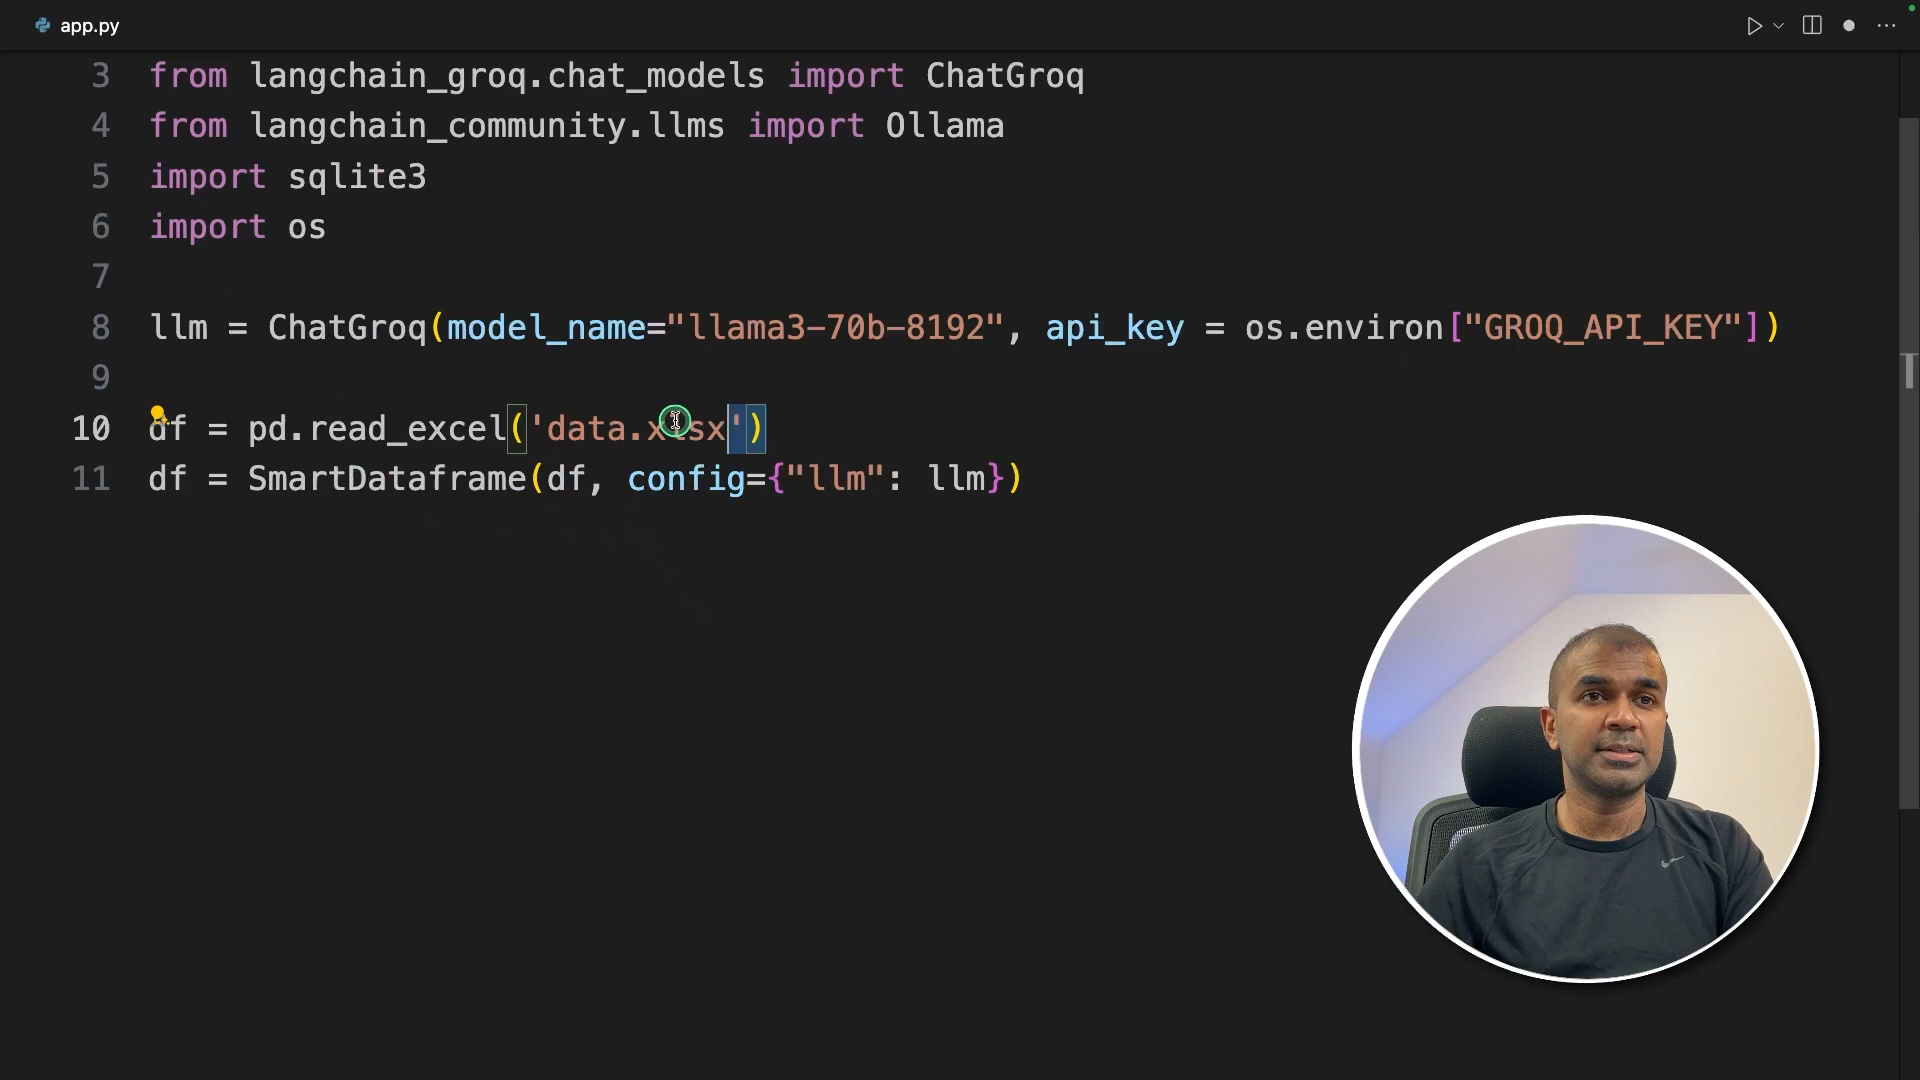 app.py
3 from langchain_groq.chat_models import ChatGroq
4 from langchain_community.llms import Ollama
5 import sqlite3
6 import os
7
8 llm = ChatGroq(model_name="llama3-70b-8192", api_key = os.environ["GROQ_API_KEY"])
9
10 df = pd.read_excel('data.xlsx')
11 df = SmartDataframe(df, config={"llm": llm})